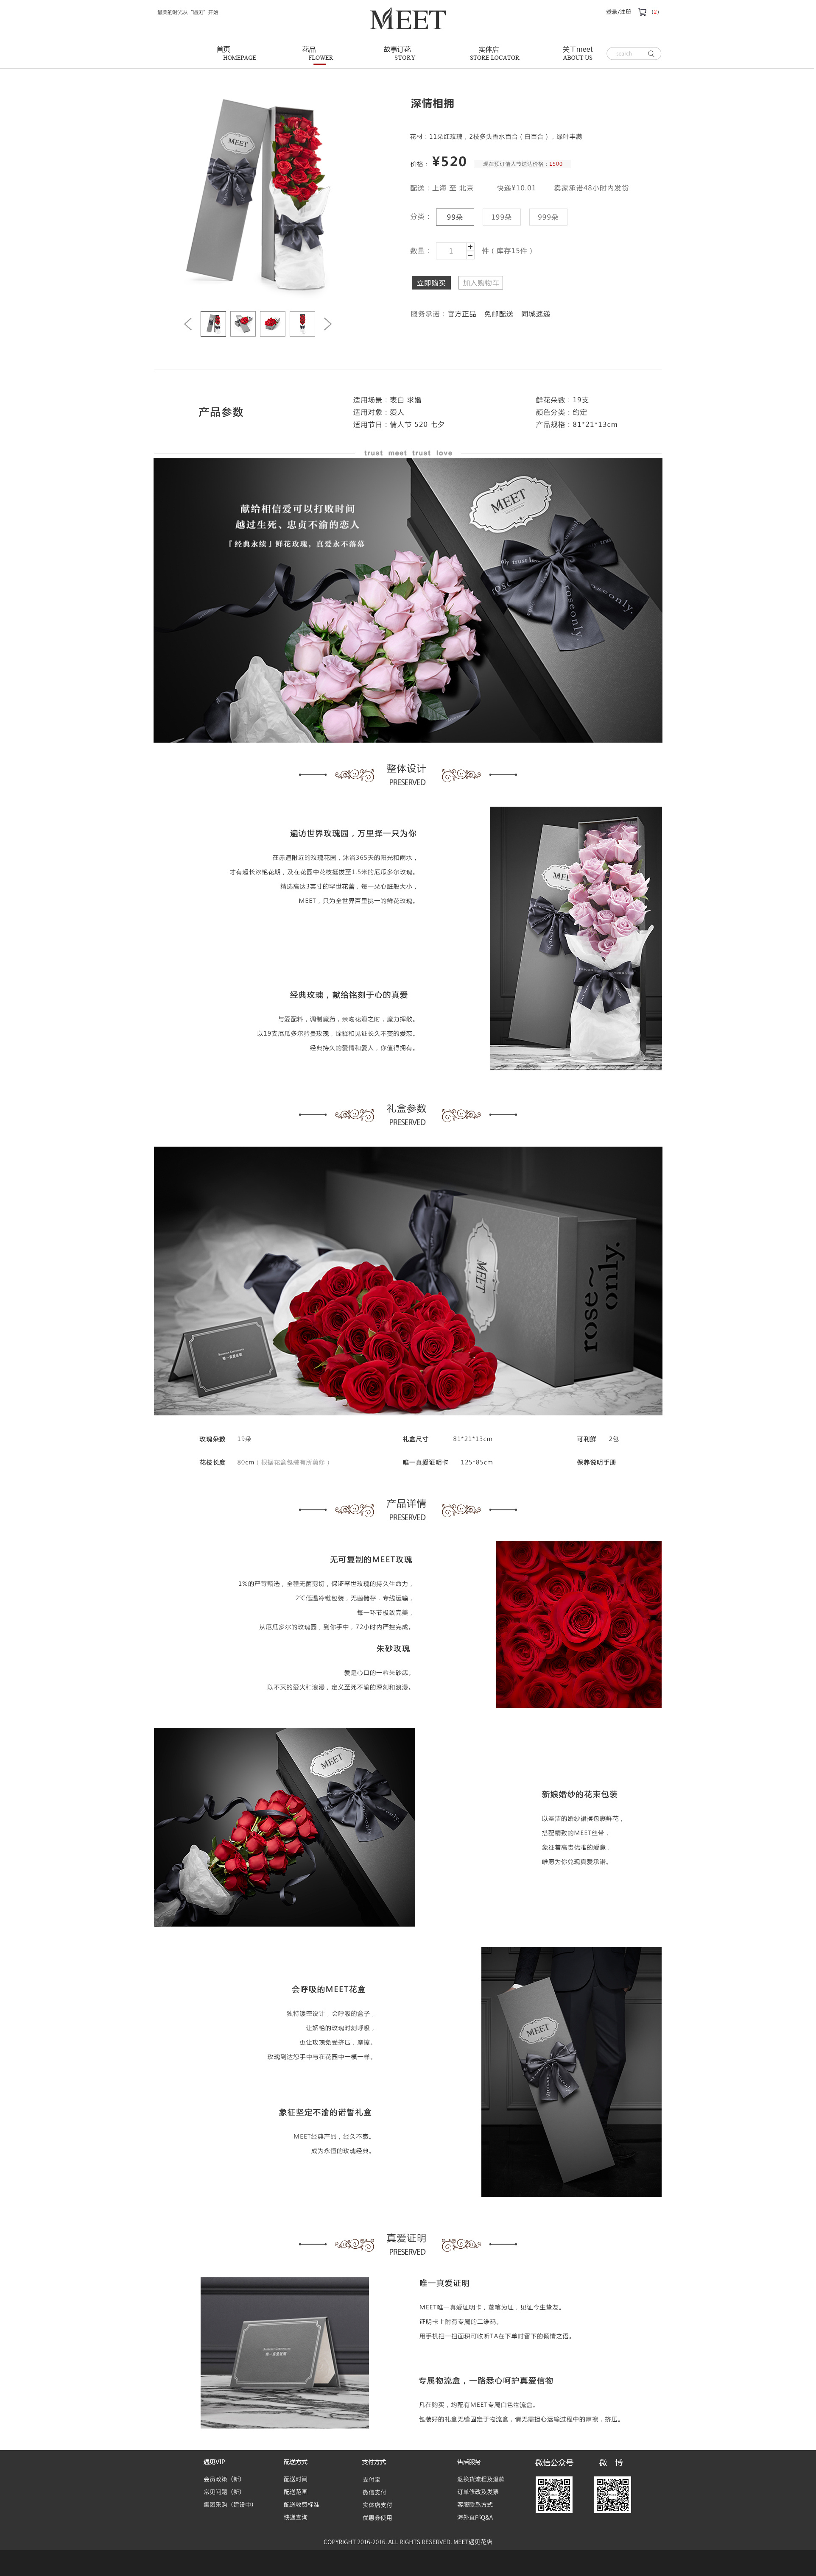 最美的时光从“遇见”开始
MEET
登录/注册
(2)
首页
HOMEPAGE
花品
FLOWER
故事订花
STORY
实体店
STORE LOCATOR
关于meet
ABOUT US
search
MEET
深情相拥
花材：11朵红玫瑰，2枝多头香水百合（白百合），绿叶丰满
价格： ¥520 现在预订情人节送达价格：1500
配送：上海 至 北京 快递¥10.01 卖家承诺48小时内发货
分类： 99朵 199朵 999朵
数量： 1 + − 件（库存15件）
立即购买 加入购物车
服务承诺：官方正品 免邮配送 同城速递
产品参数
适用场景：表白 求婚
适用对象：爱人
适用节日：情人节 520 七夕
鲜花朵数：19支
颜色分类：约定
产品规格：81*21*13cm
trust meet trust love
献给相信爱可以打败时间
越过生死、忠贞不渝的恋人
「经典永续」鲜花玫瑰，真爱永不落幕
MEET
roseonly.
roseonly.
整体设计
PRESERVED
遍访世界玫瑰园，万里择一只为你
在赤道附近的玫瑰花园，沐浴365天的阳光和雨水，
才有超长浓艳花期，及在花园中花枝能拔至1.5米的厄瓜多尔玫瑰。
精选高达3英寸的罕世花蕾，每一朵心脏般大小，
MEET，只为全世界百里挑一的鲜花玫瑰。
经典玫瑰，献给铭刻于心的真爱
与爱配料，调制魔药，亲吻花瓣之时，魔力挥散。
以19支厄瓜多尔矜贵玫瑰，诠释和见证长久不变的爱恋。
经典持久的爱情和爱人，你值得拥有。
MEET
礼盒参数
PRESERVED
MEET
rose~
only
唯一真爱证明
玫瑰朵数 19朵
礼盒尺寸 81*21*13cm
可利鲜 2包
花枝长度 80cm（根据花盒包装有所剪修）
唯一真爱证明卡 125*85cm
保养说明手册
产品详情
PRESERVED
无可复制的MEET玫瑰
1%的严苛甄选，全程无菌剪切，保证罕世玫瑰的持久生命力，
2℃低温冷链包装，无菌储存，专线运输，
每一环节极致完美，
从厄瓜多尔的玫瑰园，到你手中，72小时内严控完成。
朱砂玫瑰
爱是心口的一粒朱砂痣。
以不灭的爱火和浪漫，定义至死不渝的深刻和浪漫。
MEET
新娘婚纱的花束包装
以圣洁的婚纱裙摆包裹鲜花，
搭配精致的MEET丝带，
象征着高贵优雅的爱意，
唯愿为你兑现真爱承诺。
会呼吸的MEET花盒
独特镂空设计，会呼吸的盒子，
让娇艳的玫瑰时刻呼吸，
更让玫瑰免受挤压，摩擦。
玫瑰到达您手中与在花园中一模一样。
象征坚定不渝的诺誓礼盒
MEET经典产品，经久不衰。
成为永恒的玫瑰经典。
MEET
真爱证明
PRESERVED
唯一真爱证明
唯一真爱证明
MEET唯一真爱证明卡，落笔为证，见证今生挚友。
证明卡上附有专属的二维码。
用手机扫一扫面积可收听TA在下单时留下的倾情之语。
专属物流盒，一路悉心呵护真爱信物
凡在购买，均配有MEET专属白色物流盒。
包装好的礼盒无缝固定于物流盒，请无需担心运输过程中的摩擦，挤压。
遇见VIP
会员政策（新）
常见问题（新）
集团采购（建设中）
配送方式
配送时间
配送范围
配送收费标准
快递查询
支付方式
支付宝
微信支付
实体店支付
优惠券使用
售后服务
退换货流程及退款
订单修改及发票
客服联系方式
海外直邮Q&A
微信公众号
微 博
COPYRIGHT 2016-2016. ALL RIGHTS RESERVED. MEET遇见花店